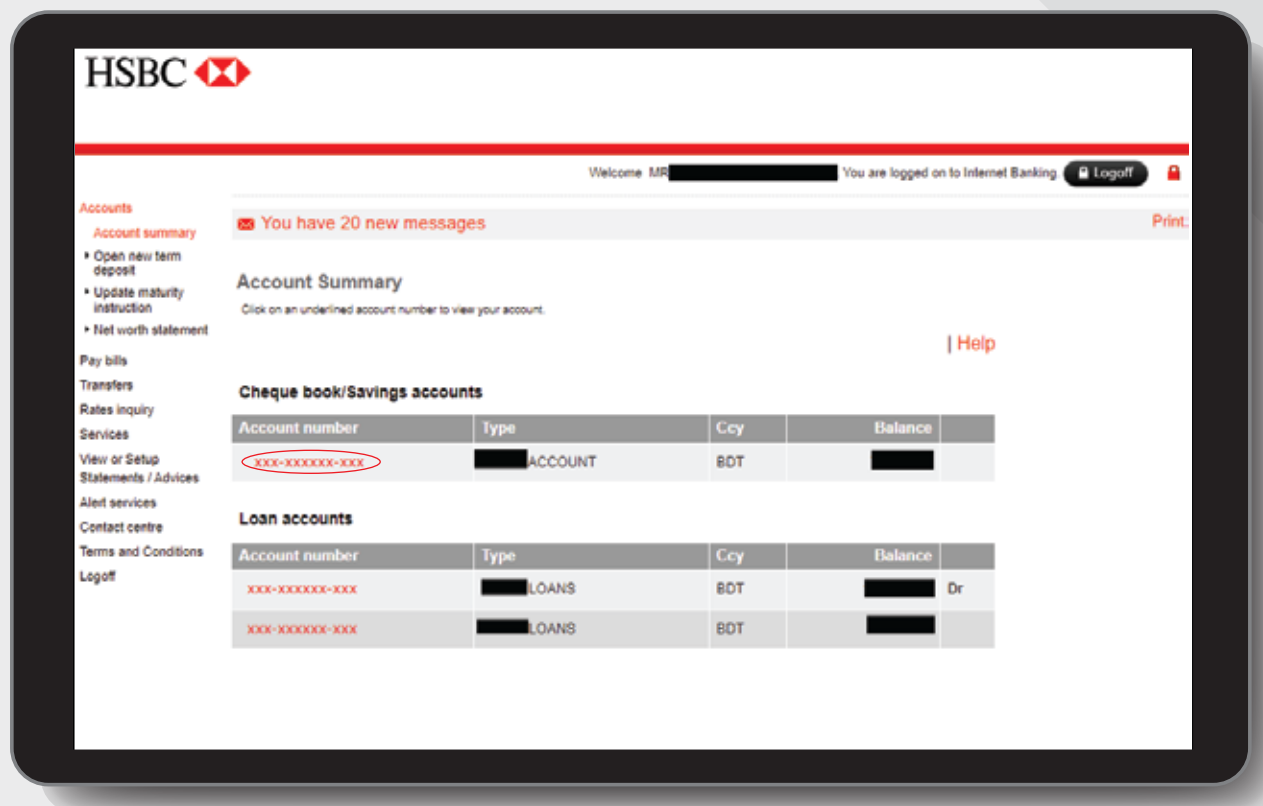 HSBC
Welcome MR You are logged on to Internet Banking. Logoff
Accounts
Account summary
Open new term
deposit
Update maturity
instruction
Net worth statement
Pay bills
Transfers
Rates inquiry
Services
View or Setup
Statements / Advices
Alert services
Contact centre
Terms and Conditions
Logoff
You have 20 new messages
Print:
Account Summary
Click on an underlined account number to view your account.
| Help
Cheque book/Savings accounts
Account number Type Ccy Balance
xxx-xxxxxx-xxx ACCOUNT BDT
Loan accounts
Account number Type Ccy Balance
xxx-xxxxxx-xxx LOANS BDT Dr
xxx-xxxxxx-xxx LOANS BDT